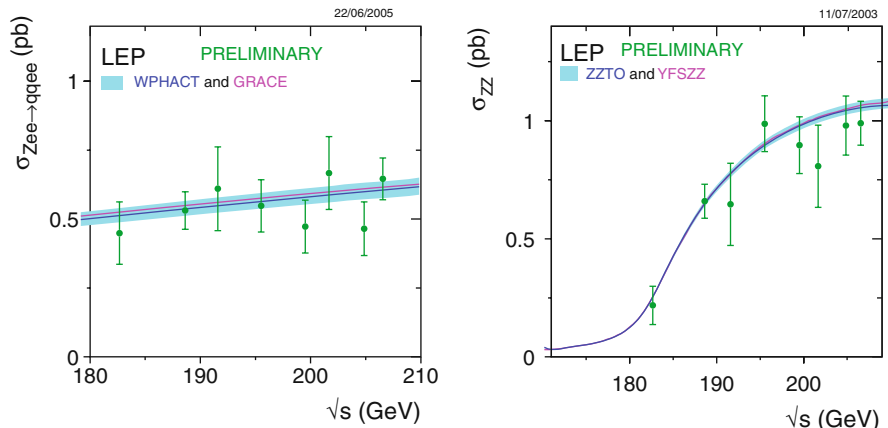 22/06/2005
LEP PRELIMINARY
WPHACT and GRACE
σZee→qqee (pb)
1
0.5
0
180 190 200 210
√s (GeV)
11/07/2003
LEP PRELIMINARY
ZZTO and YFSZZ
σZZ (pb)
1
0.5
0
180 190 200
√s (GeV)